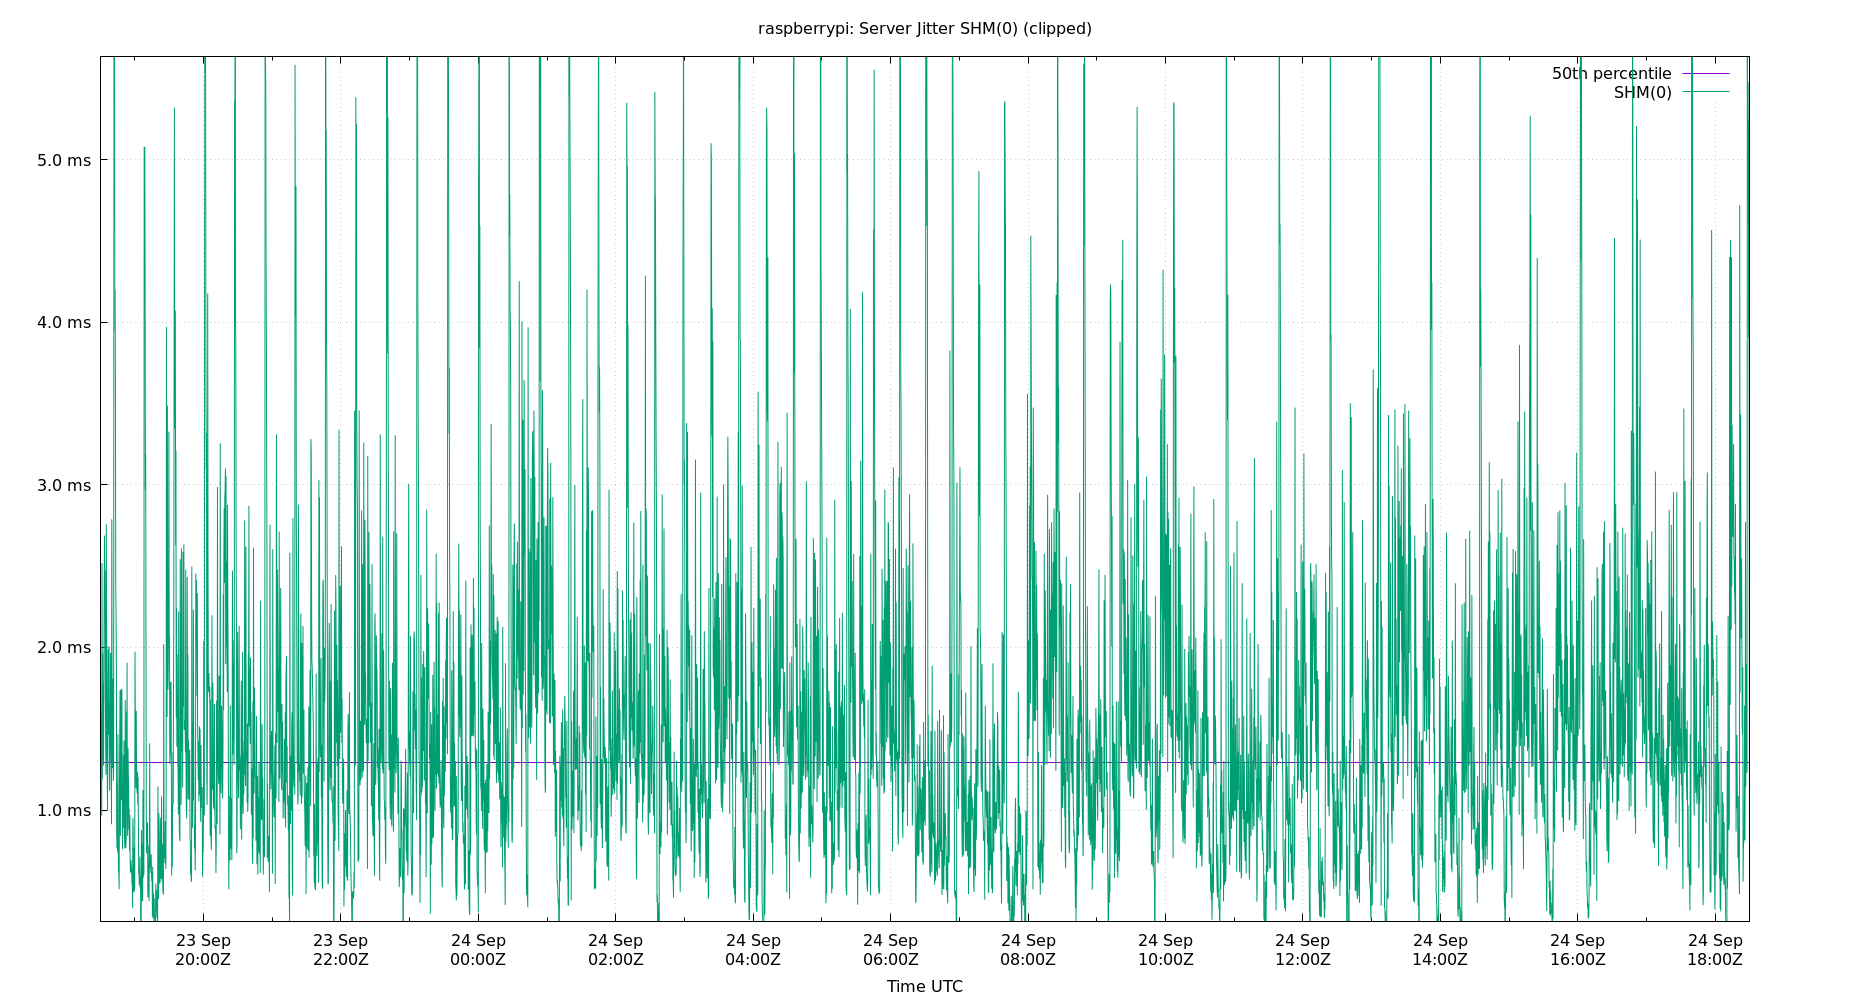 raspberrypi: Server Jitter SHM(0) (clipped)
50th percentile
SHM(0)
5.0 ms
4.0 ms
3.0 ms
2.0 ms
1.0 ms
23 Sep 23 Sep 24 Sep 24 Sep 24 Sep 24 Sep 24 Sep 24 Sep 24 Sep 24 Sep 24 Sep 24 Sep
20:00Z 22:00Z 00:00Z 02:00Z 04:00Z 06:00Z 08:00Z 10:00Z 12:00Z 14:00Z 16:00Z 18:00Z
Time UTC